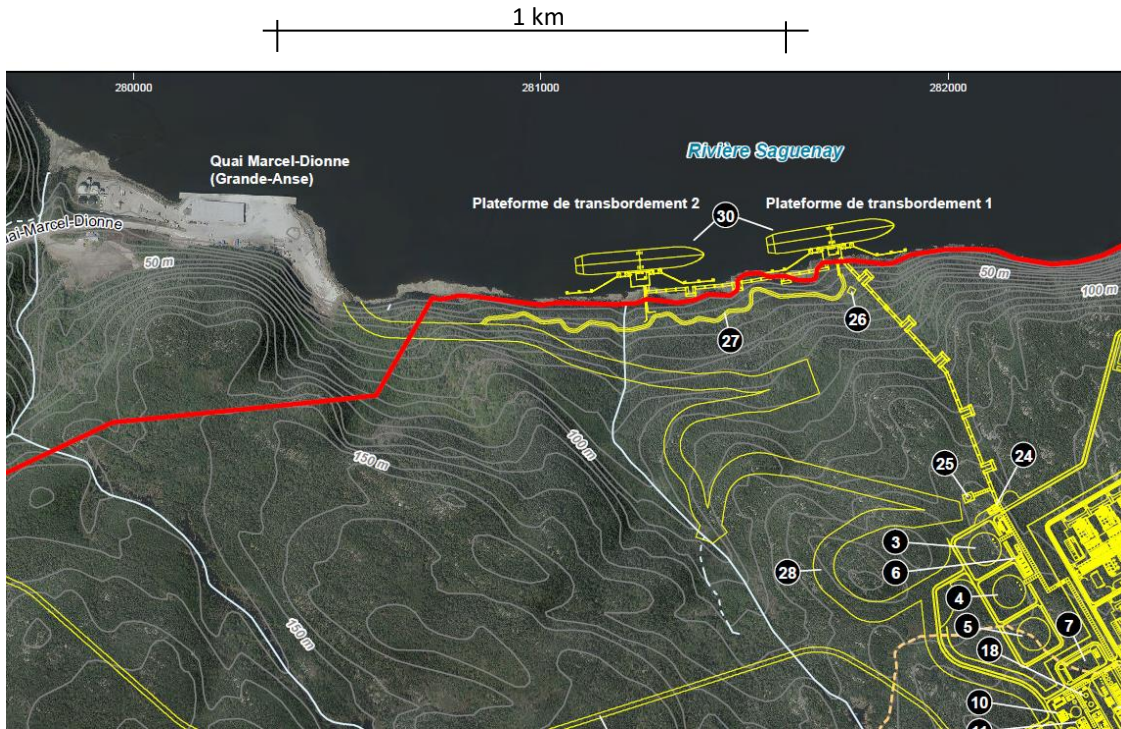 1 km
280000
281000
282000
Rivière Saguenay
Quai Marcel-Dionne
(Grande-Anse)
Plateforme de transbordement 2
30
Plateforme de transbordement 1
ai-Marcel-Dionne
50 m
50 m
100 m
26
27
100 m
150 m
25
24
3
6
28
4
5
7
18
150 m
10
11